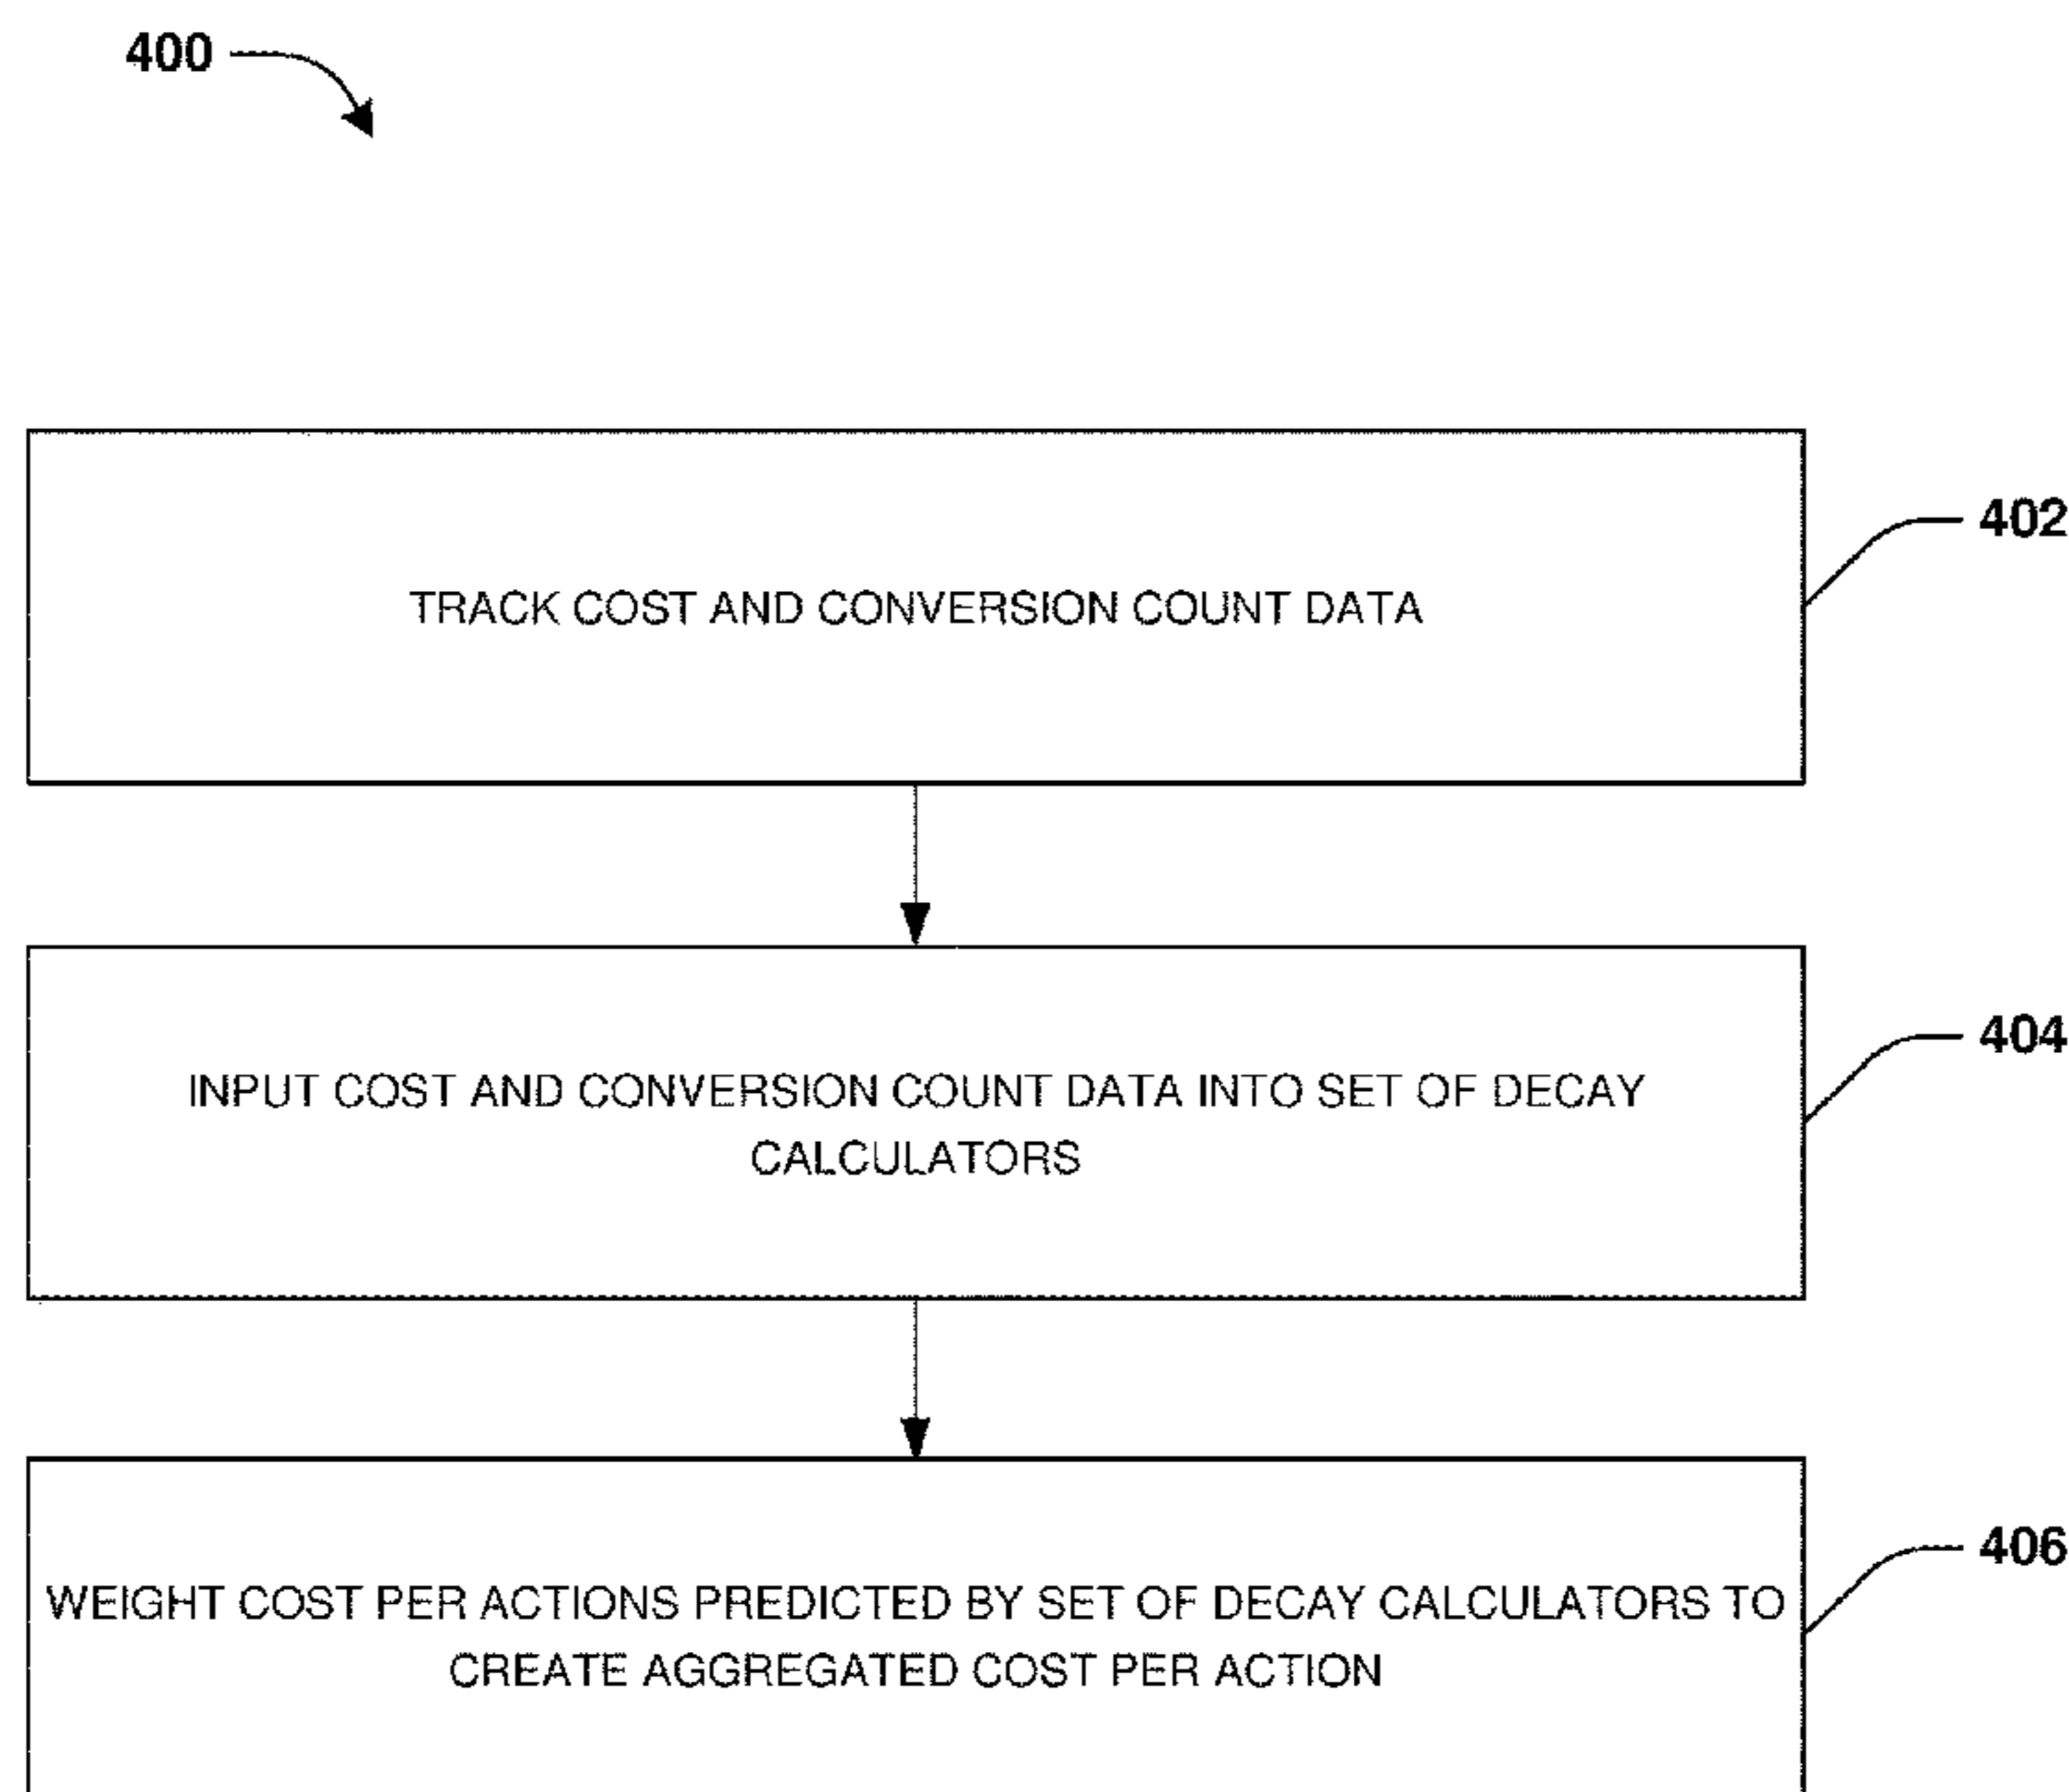 400
402
TRACK COST AND CONVERSION COUNT DATA
404
INPUT COST AND CONVERSION COUNT DATA INTO SET OF DECAY
CALCULATORS
406
WEIGHT COST PER ACTIONS PREDICTED BY SET OF DECAY CALCULATORS TO
CREATE AGGREGATED COST PER ACTION